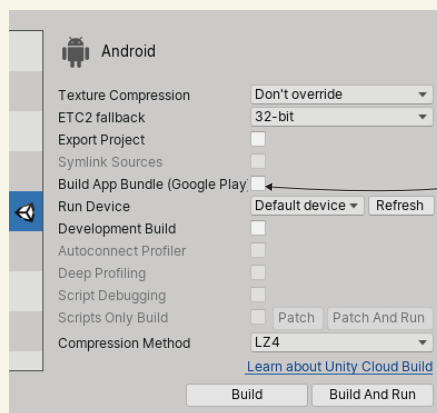 Android
Texture Compression Don't override
ETC2 fallback 32-bit
Export Project
Symlink Sources
Build App Bundle (Google Play)
Run Device Default device Refresh
Development Build
Autoconnect Profiler
Deep Profiling
Script Debugging
Scripts Only Build Patch Patch And Run
Compression Method LZ4
Learn about Unity Cloud Build
Build Build And Run